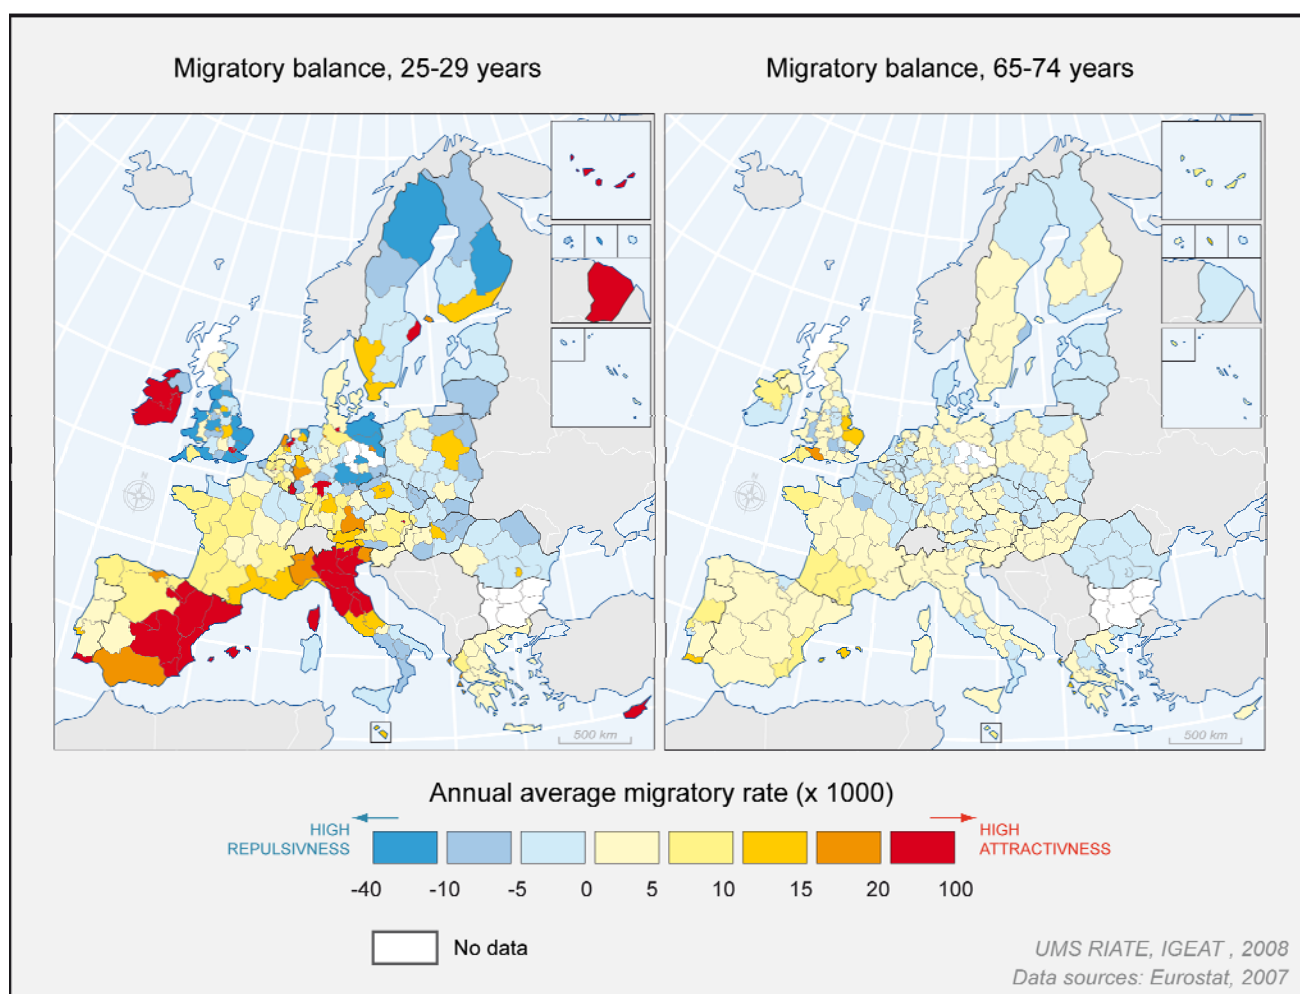 Migratory balance, 25-29 years
Migratory balance, 65-74 years
N
N
500 km
500 km
Annual average migratory rate (x 1000)
HIGH
REPULSIVNESS
HIGH
ATTRACTIVNESS
-40 -10 -5 0 5 10 15 20 100
No data
UMS RIATE, IGEAT , 2008
Data sources: Eurostat, 2007